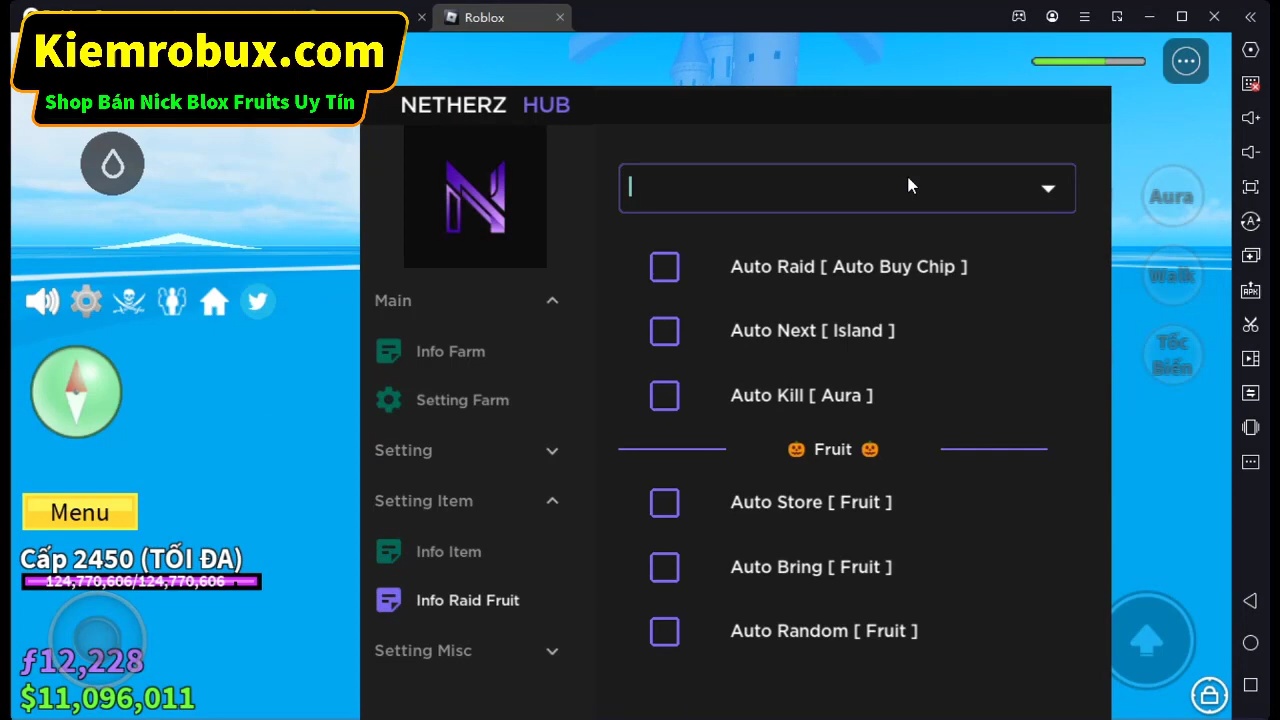 Roblox
Kiemrobux.com
Shop Bán Nick Blox Fruits Uy Tín
NETHERZ HUB
Main
Info Farm
Setting Farm
Setting
Setting Item
Info Item
Info Raid Fruit
Setting Misc
Auto Raid [ Auto Buy Chip ]
Auto Next [ Island ]
Auto Kill [ Aura ]
🎃 Fruit 🎃
Auto Store [ Fruit ]
Auto Bring [ Fruit ]
Auto Random [ Fruit ]
Menu
Cấp 2450 (TỐI ĐA)
124,770,606/124,770,606
ƒ12,228
$11,096,011
Aura
Walk
Tốc
Biến
A
APK